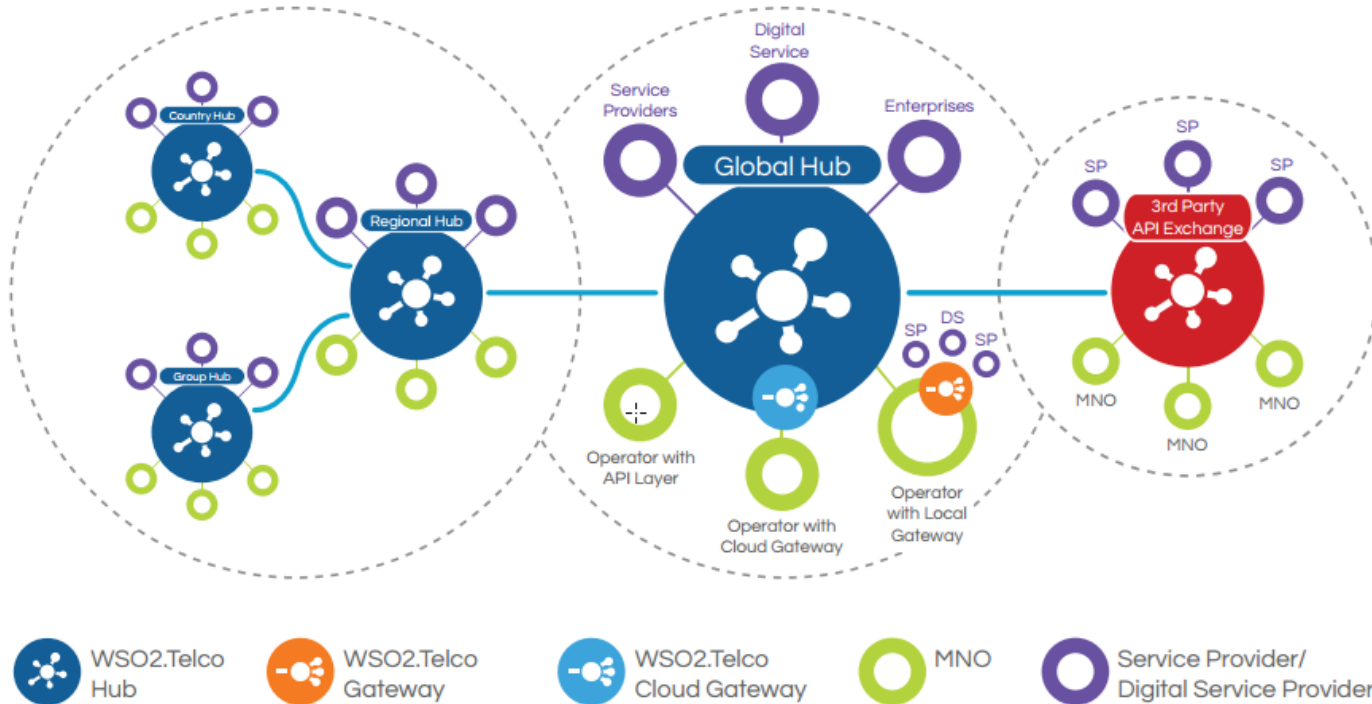 Country Hub
Group Hub
Regional Hub
Digital
Service
Service
Providers
Enterprises
Global Hub
SP
DS
SP
Operator with
API Layer
Operator with
Cloud Gateway
Operator
with Local
Gateway
SP
SP
SP
3rd Party
API Exchange
MNO
MNO
MNO
WSO2.Telco
Hub
WSO2.Telco
Gateway
WSO2.Telco
Cloud Gateway
MNO
Service Provider/
Digital Service Provider